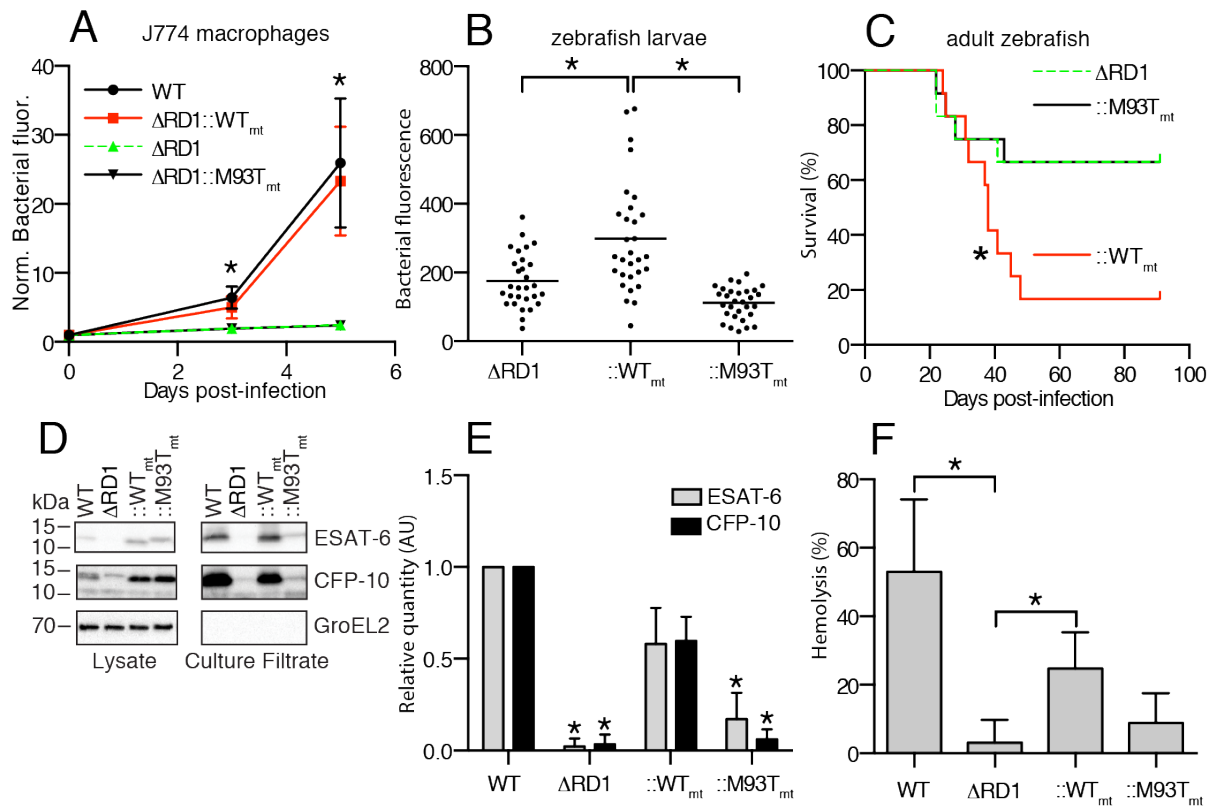 A
J774 macrophages
Norm. Bacterial fluor.
40
30
20
10
0
WT
ΔRD1::WTmt
ΔRD1
ΔRD1::M93Tmt
*
*
0 2 4 6
Days post-infection
B
zebrafish larvae
Bacterial fluorescence
800
600
400
200
0
* *
ΔRD1 ::WTmt ::M93Tmt
C
adult zebrafish
Survival (%)
100
80
60
40
20
0
ΔRD1
::M93Tmt
*
::WTmt
0 20 40 60 80 100
Days post-infection
D
kDa
WT ΔRD1 ::WTmt ::M93Tmt
WT ΔRD1 ::WTmt ::M93Tmt
15
10
ESAT-6
15
10
CFP-10
70
GroEL2
Lysate Culture Filtrate
E
Relative quantity (AU)
1.5
1.0
0.5
0.0
ESAT-6
CFP-10
* * * *
WT ΔRD1 ::WTmt ::M93Tmt
F
Hemolysis (%)
80
60
40
20
0
*
*
WT ΔRD1 ::WTmt ::M93Tmt